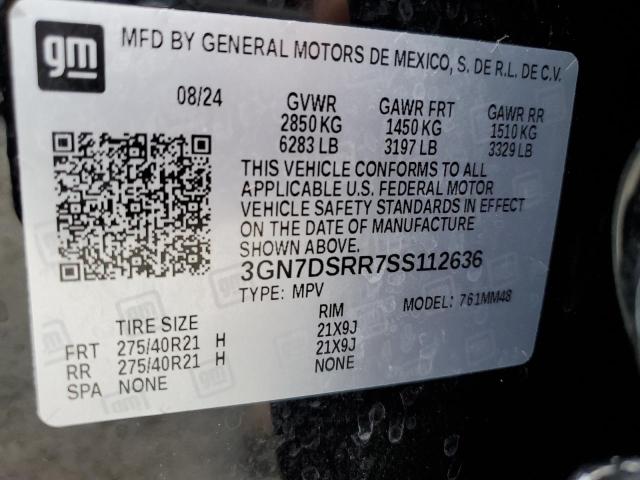 gm
MFD BY GENERAL MOTORS DE MEXICO, S. DE R.L. DE C.V.
08/24 GVWR GAWR FRT GAWR RR
2850 KG 1450 KG 1510 KG
6283 LB 3197 LB 3329 LB
THIS VEHICLE CONFORMS TO ALL
APPLICABLE U.S. FEDERAL MOTOR
VEHICLE SAFETY STANDARDS IN EFFECT
ON THE DATE OF MANUFACTURE
SHOWN ABOVE.
3GN7DSRR7SS112636
TYPE: MPV MODEL: 761MM48
TIRE SIZE RIM
FRT 275/40R21 H 21X9J
RR 275/40R21 H 21X9J
SPA NONE NONE